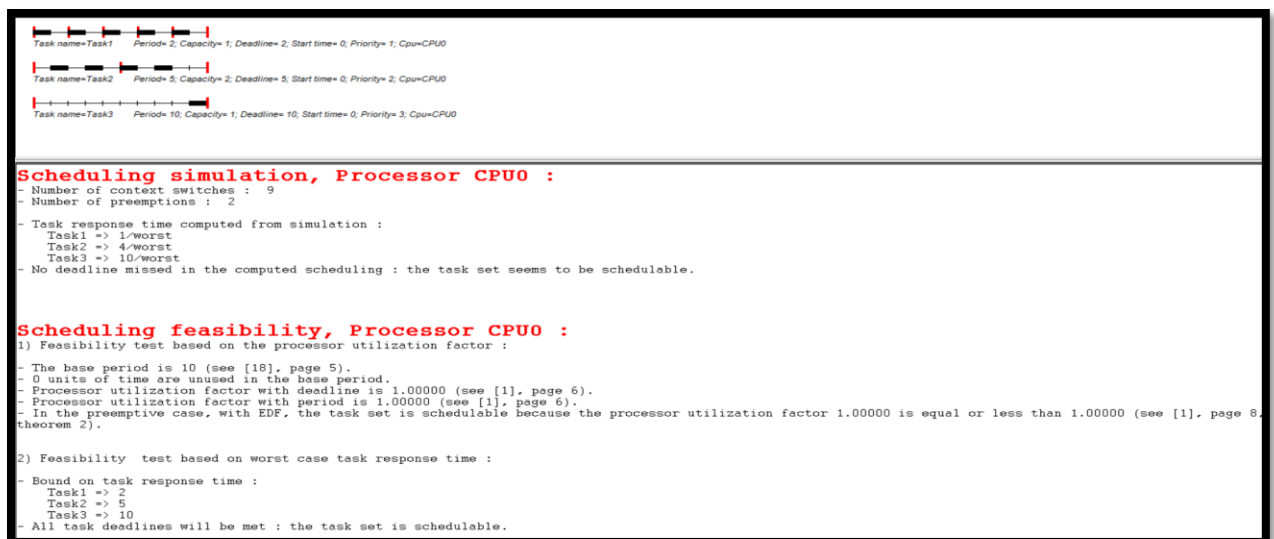 Task name=Task1 Period= 2; Capacity= 1; Deadline= 2; Start time= 0; Priority= 1; Cpu=CPU0
Task name=Task2 Period= 5; Capacity= 2; Deadline= 5; Start time= 0; Priority= 2; Cpu=CPU0
Task name=Task3 Period= 10; Capacity= 1; Deadline= 10; Start time= 0; Priority= 3; Cpu=CPU0
Scheduling simulation, Processor CPU0 :
- Number of context switches : 9
- Number of preemptions : 2
- Task response time computed from simulation :
Task1 => 1/worst
Task2 => 4/worst
Task3 => 10/worst
- No deadline missed in the computed scheduling : the task set seems to be schedulable.
Scheduling feasibility, Processor CPU0 :
1) Feasibility test based on the processor utilization factor :
- The base period is 10 (see [18], page 5).
- 0 units of time are unused in the base period.
- Processor utilization factor with deadline is 1.00000 (see [1], page 6).
- Processor utilization factor with period is 1.00000 (see [1], page 6).
- In the preemptive case, with EDF, the task set is schedulable because the processor utilization factor 1.00000 is equal or less than 1.00000 (see [1], page 8,
theorem 2).
2) Feasibility test based on worst case task response time :
- Bound on task response time :
Task1 => 2
Task2 => 5
Task3 => 10
- All task deadlines will be met : the task set is schedulable.